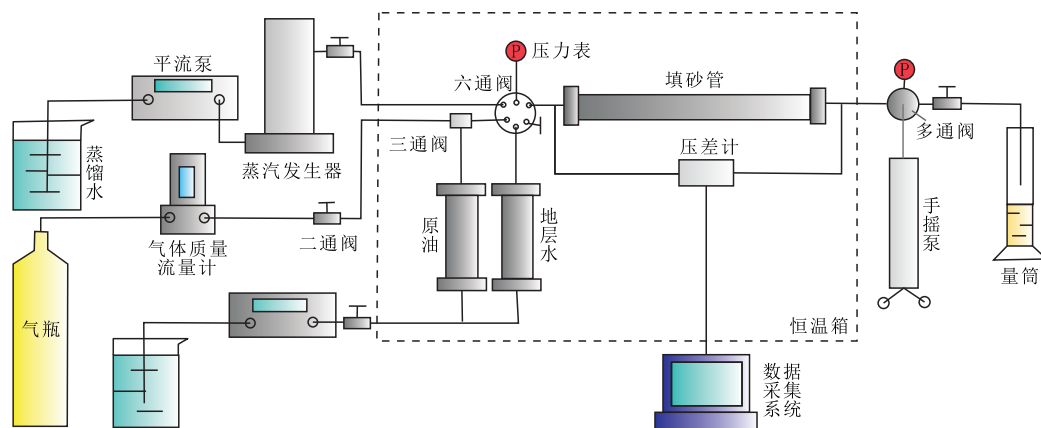 平流泵
蒸馏水
蒸汽发生器
气体质量
流量计
二通阀
气瓶
P
压力表
六通阀
三通阀
填砂管
压差计
原油
地层水
恒温箱
数据
采集
系统
P
多通阀
手摇泵
量筒